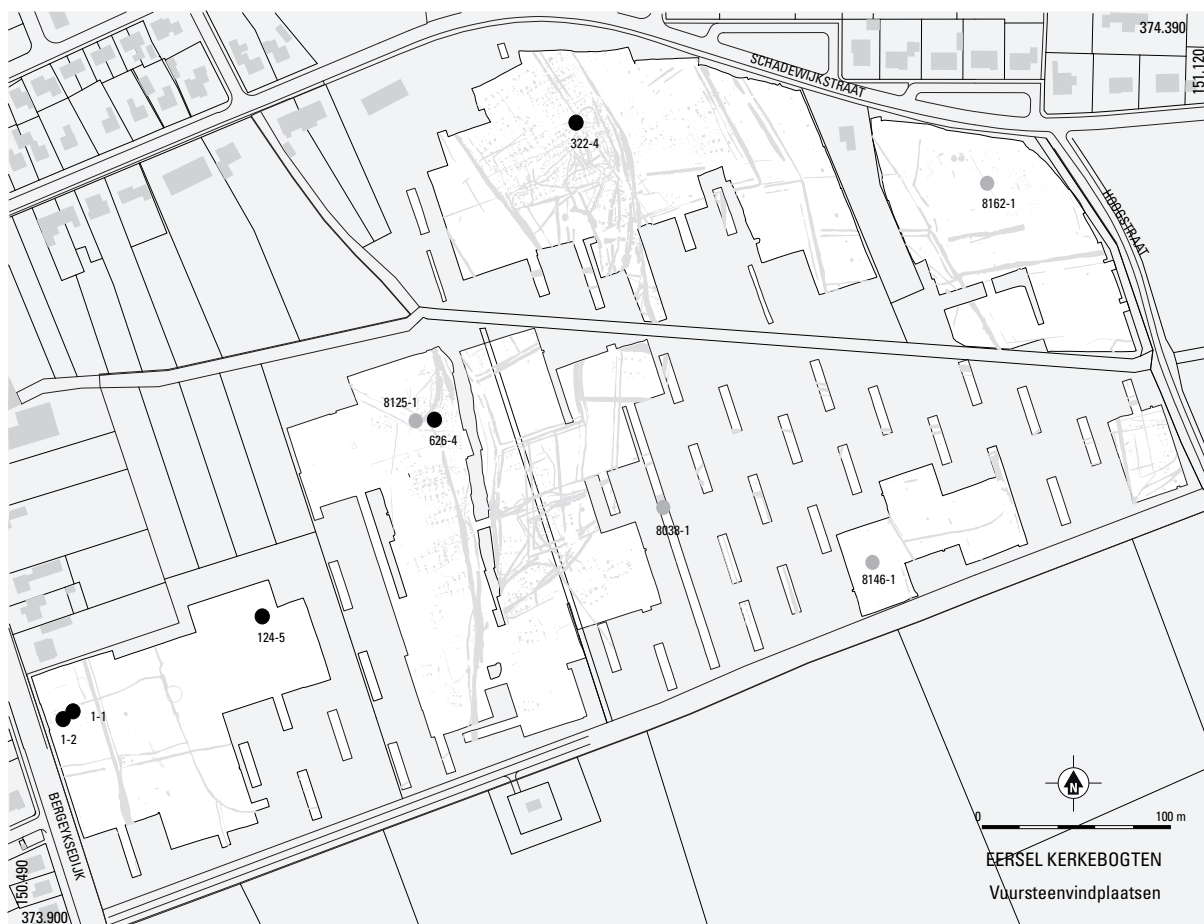 374.390
151.120
SCHADEWIJKSTRAAT
322-4
8162-1
HOOGSTRAAT
8125-1
626-4
8038-1
8146-1
124-5
1-1
1-2
BERGEYKSEDIJK
N
0 100 m
EERSEL KERKEBOGTEN
Vuursteenvindplaatsen
150.490
373.900